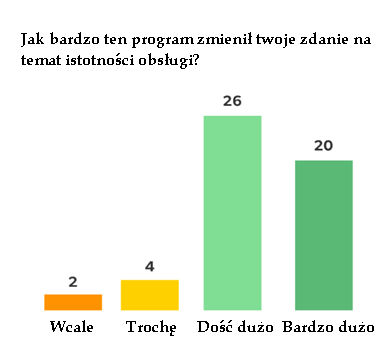 Jak bardzo ten program zmienił twoje zdanie na
temat istotności obsługi?
26
20
4
2
Wcale Trochę Dość dużo Bardzo dużo